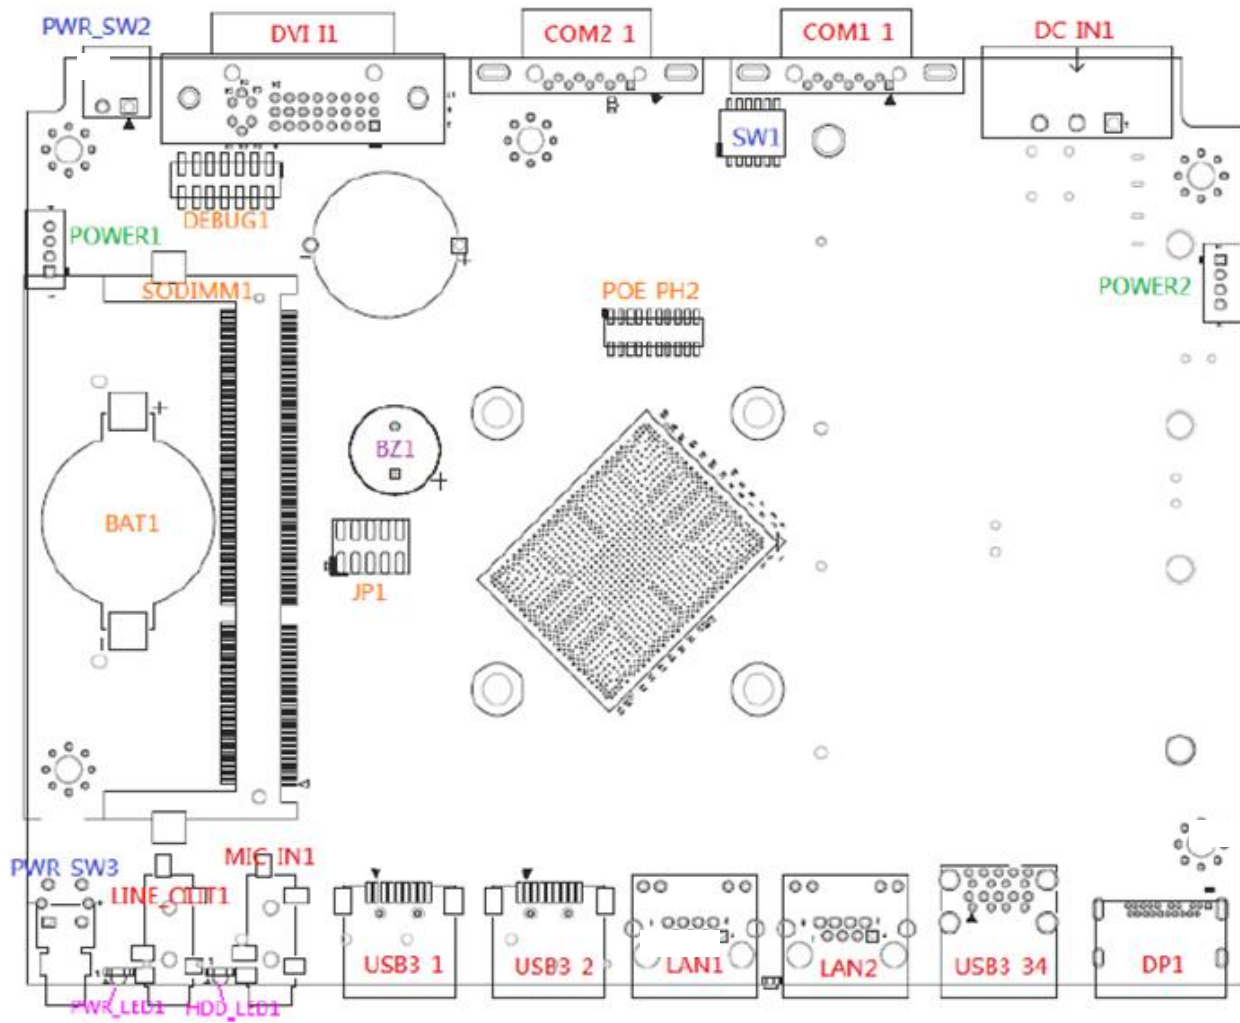 PWR_SW2
DVI I1
COM2 1
COM1 1
DC IN1
SW1
DEBUG1
POWER1
SODIMM1
POE PH2
POWER2
BZ1
BAT1
JP1
PWR SW3
MIC IN1
LINE_OUT1
USB3 1
USB3 2
LAN1
LAN2
USB3 34
DP1
PWR_LED1
HDD_LED1